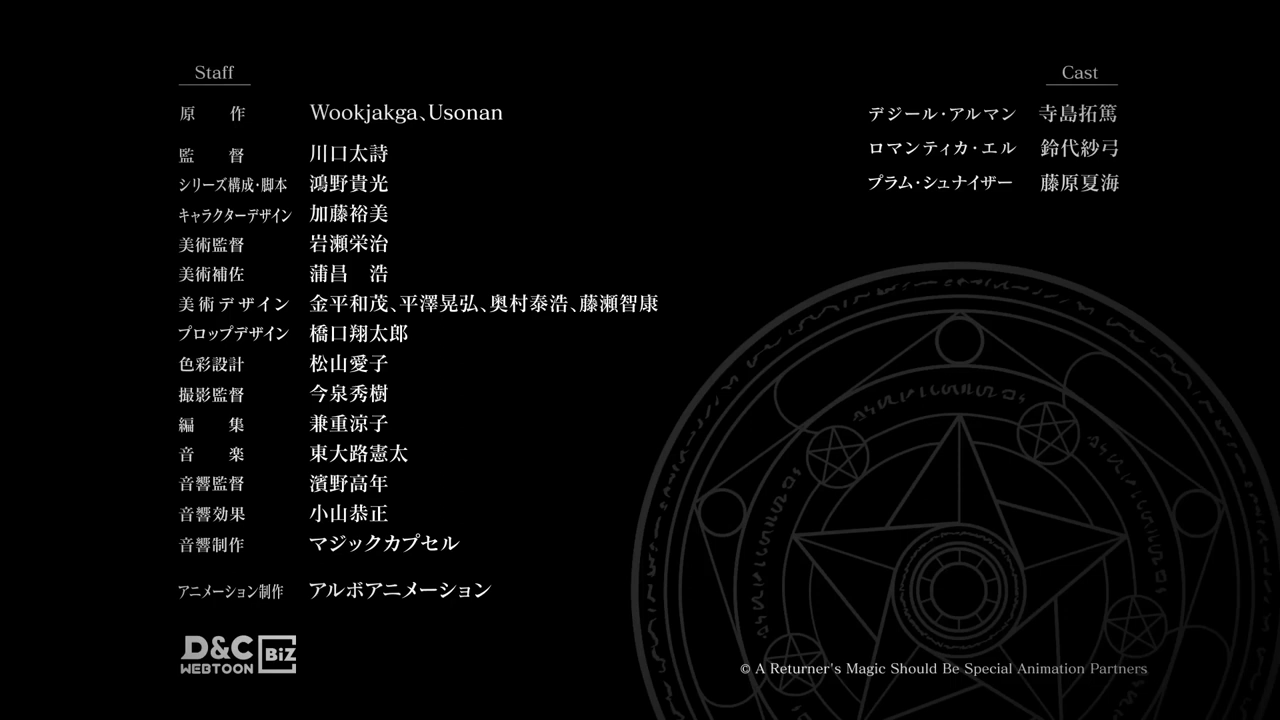 Staff
原　作 Wookjakga、Usonan
監　督 川口太詩
シリーズ構成・脚本 鴻野貴光
キャラクターデザイン 加藤裕美
美術監督 岩瀬栄治
美術補佐 蒲昌　浩
美術デザイン 金平和茂、平澤晃弘、奥村泰浩、藤瀬智康
プロップデザイン 橋口翔太郎
色彩設計 松山愛子
撮影監督 今泉秀樹
編　集 兼重涼子
音　楽 東大路憲太
音響監督 濱野高年
音響効果 小山恭正
音響制作 マジックカプセル
アニメーション制作 アルボアニメーション
D&C WEBTOON BiZ
Cast
デジール・アルマン 寺島拓篤
ロマンティカ・エル 鈴代紗弓
プラム・シュナイザー 藤原夏海
© A Returner's Magic Should Be Special Animation Partners